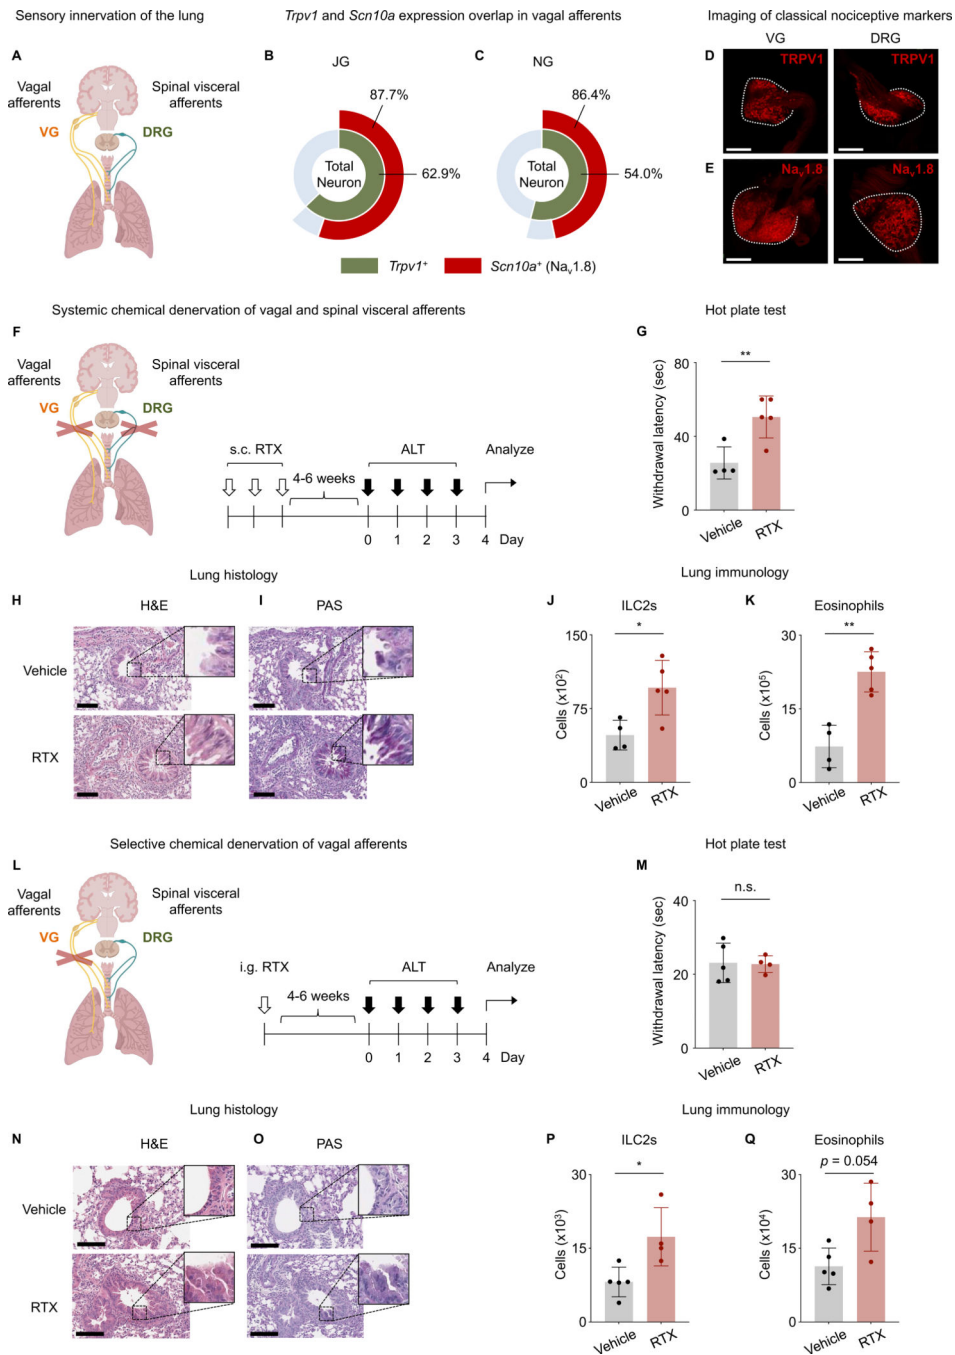 Sensory innervation of the lung
Trpv1 and Scn10a expression overlap in vagal afferents
Imaging of classical nociceptive markers
A
Vagal
afferents
VG
Spinal visceral
afferents
DRG
B
JG
87.7%
Total
Neuron
62.9%
C
NG
86.4%
Total
Neuron
54.0%
Trpv1⁺
Scn10a⁺ (Naᵥ1.8)
VG
DRG
D
TRPV1
TRPV1
E
Naᵥ1.8
Naᵥ1.8
Systemic chemical denervation of vagal and spinal visceral afferents
Hot plate test
F
Vagal
afferents
VG
Spinal visceral
afferents
DRG
s.c. RTX
4-6 weeks
ALT
Analyze
0 1 2 3 4 Day
G
Withdrawal latency (sec)
80
40
0
**
Vehicle
RTX
Lung histology
Lung immunology
H
H&E
I
PAS
Vehicle
RTX
J
ILC2s
Cells (x10²)
150
75
0
*
Vehicle
RTX
K
Eosinophils
Cells (x10⁵)
30
15
0
**
Vehicle
RTX
Selective chemical denervation of vagal afferents
Hot plate test
L
Vagal
afferents
VG
Spinal visceral
afferents
DRG
i.g. RTX
4-6 weeks
ALT
Analyze
0 1 2 3 4 Day
M
Withdrawal latency (sec)
40
20
0
n.s.
Vehicle
RTX
Lung histology
Lung immunology
N
H&E
O
PAS
Vehicle
RTX
P
ILC2s
Cells (x10³)
30
15
0
*
Vehicle
RTX
Q
Eosinophils
p = 0.054
Cells (x10⁴)
30
15
0
Vehicle
RTX